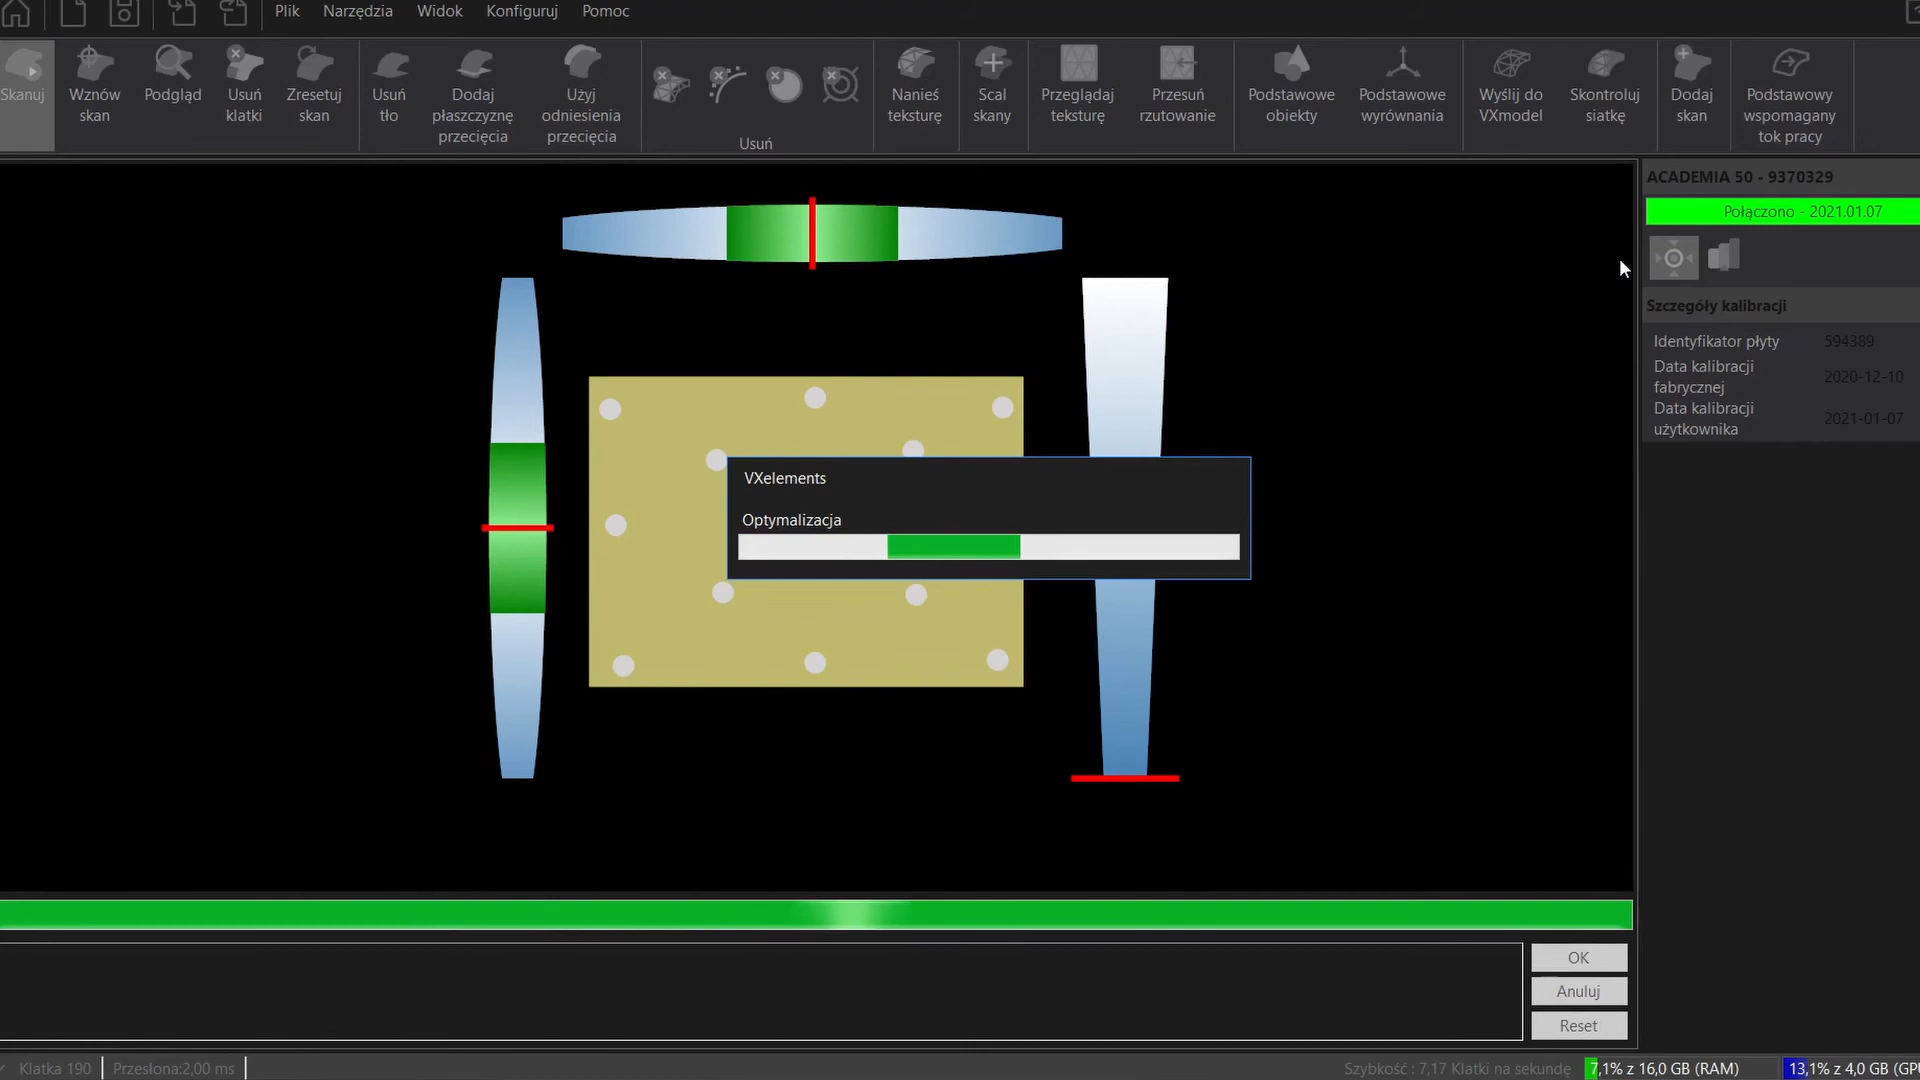 Plik Narzędzia Widok Konfiguruj Pomoc
Skanuj
Wznów
skan
Podgląd
Usuń
klatki
Zresetuj
skan
Usuń
tło
Dodaj
płaszczyznę
przecięcia
Użyj
odniesienia
przecięcia
Usuń
Nanieś
teksturę
Scal
skany
Przeglądaj
teksturę
Przesuń
rzutowanie
Podstawowe
obiekty
Podstawowe
wyrównania
Wyślij do
VXmodel
Skontroluj
siatkę
Dodaj
skan
Podstawowy
wspomagany
tok pracy
ACADEMIA 50 - 9370329
Połączono - 2021.01.07
Szczegóły kalibracji
Identyfikator płyty 594389
Data kalibracji
fabrycznej
2020-12-10
Data kalibracji
użytkownika
2021-01-07
VXelements
Optymalizacja
OK
Anuluj
Reset
Klatka 190 Przesłona:2,00 ms
Szybkość : 7,17 Klatki na sekundę 7,1% z 16,0 GB (RAM) 13,1% z 4,0 GB (GPU